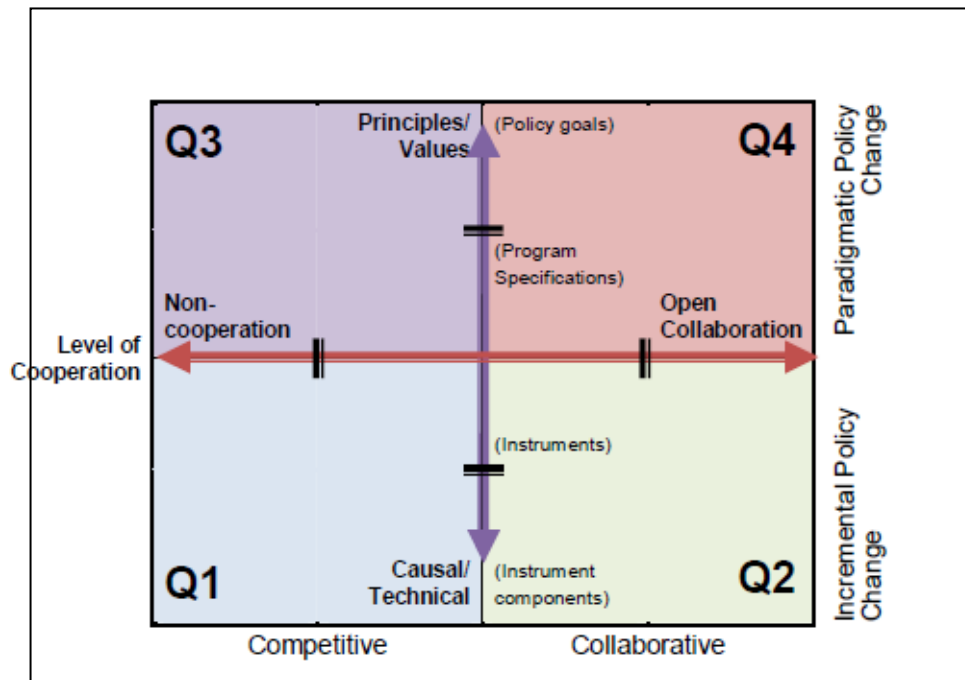 Q3
Principles/
Values
(Policy goals)
Q4
Paradigmatic Policy
Change
(Program
Specifications)
Non-
cooperation
Open
Collaboration
Level of
Cooperation
(Instruments)
Incremental Policy
Change
Q1
Causal/
Technical
(Instrument
components)
Q2
Competitive
Collaborative